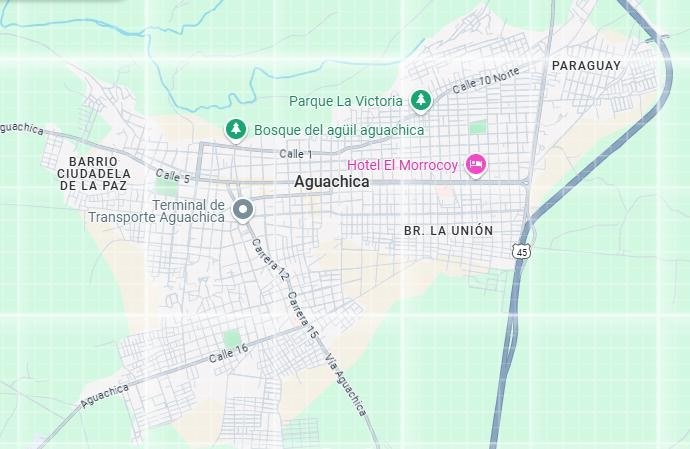 PARAGUAY
Calle 10 Norte
Parque La Victoria
Bosque del agüil aguachica
guachica
Calle 1
BARRIO
CIUDADELA
DE LA PAZ
Calle 5
Hotel El Morrocoy
Aguachica
Terminal de
Transporte Aguachica
BR. LA UNIÓN
45
Carrera 12
Carrera 15
Calle 16
Vía Aguachica
Aguachica